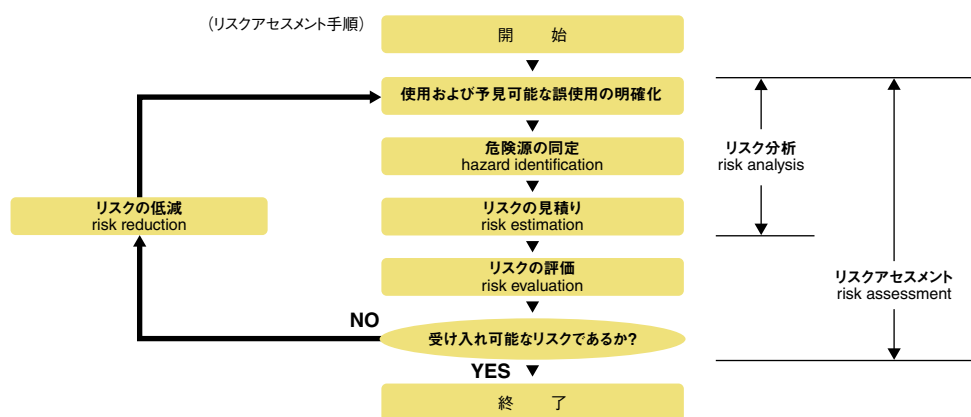 (リスクアセスメント手順)
開 始
使用および予見可能な誤使用の明確化
危険源の同定
hazard identification
リスク分析
risk analysis
リスクの低減
risk reduction
リスクの見積り
risk estimation
リスクの評価
risk evaluation
リスクアセスメント
risk assessment
NO
受け入れ可能なリスクであるか?
YES
終 了